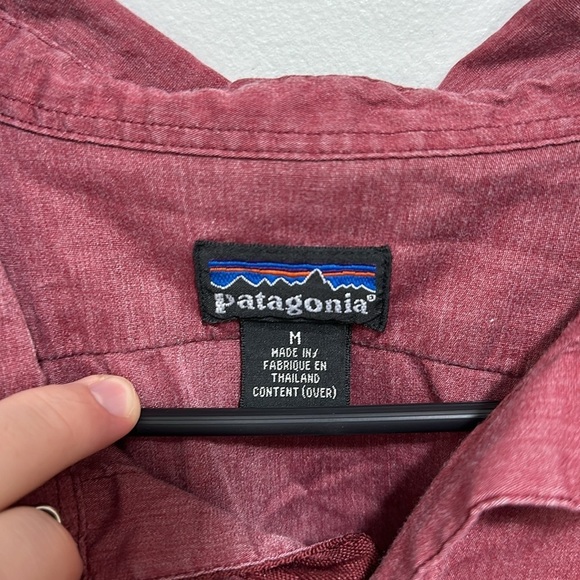 patagonia®
M
MADE IN/
FABRIQUE EN
THAILAND
CONTENT (OVER)